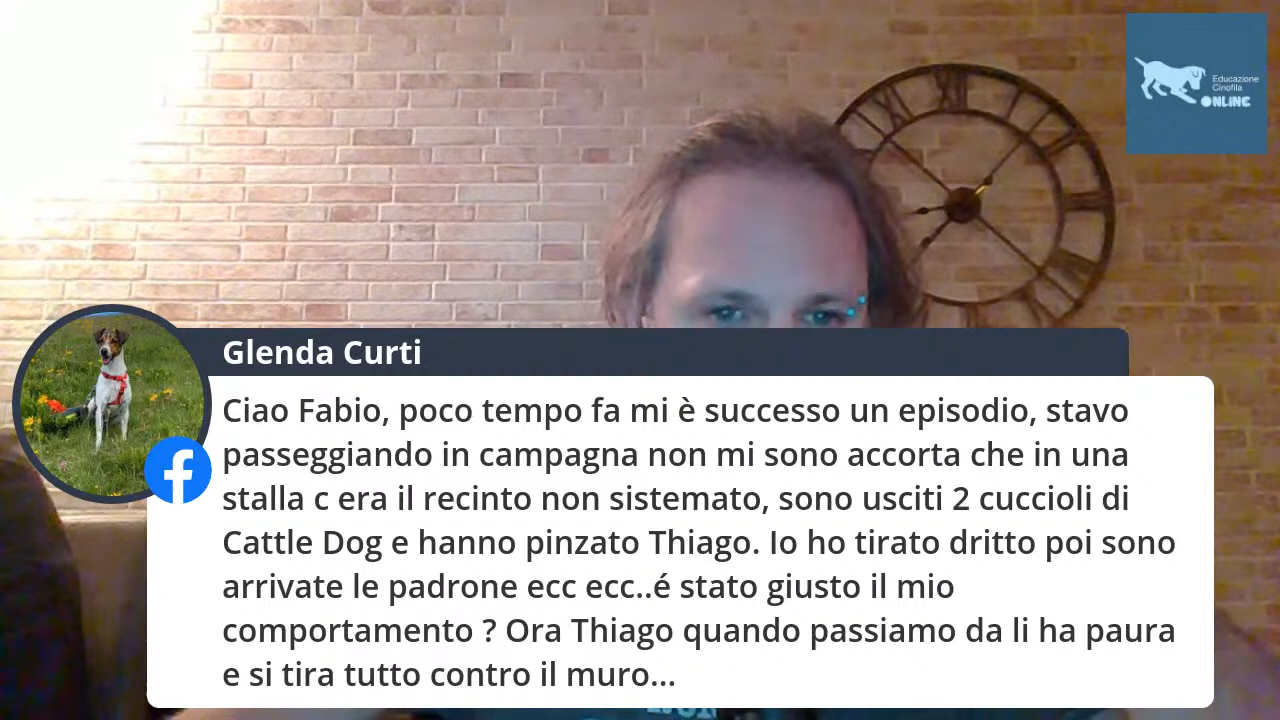 Educazione
Cinofila
ONLINE
Glenda Curti
Ciao Fabio, poco tempo fa mi è successo un episodio, stavo
passeggiando in campagna non mi sono accorta che in una
stalla c era il recinto non sistemato, sono usciti 2 cuccioli di
Cattle Dog e hanno pinzato Thiago. Io ho tirato dritto poi sono
arrivate le padrone ecc ecc..é stato giusto il mio
comportamento ? Ora Thiago quando passiamo da li ha paura
e si tira tutto contro il muro...